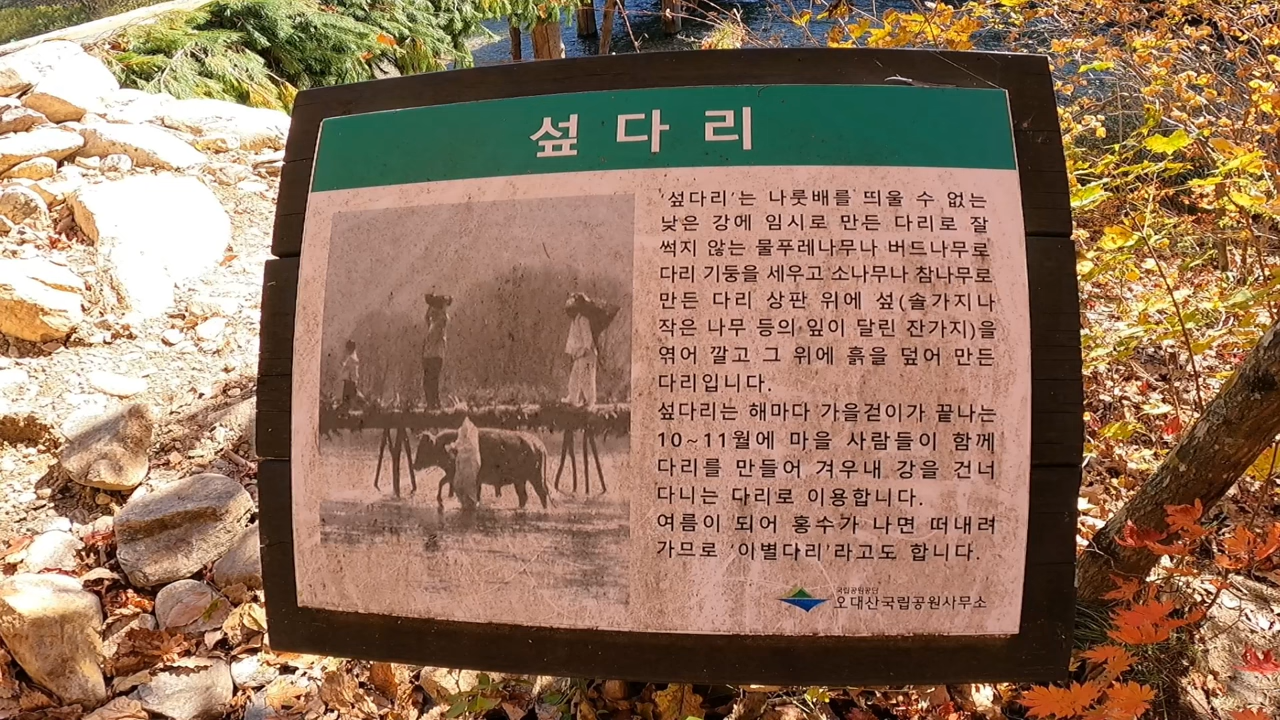 섶다리
'섶다리'는 나룻배를 띄울 수 없는
낮은 강에 임시로 만든 다리로 잘
썩지 않는 물푸레나무나 버드나무로
다리 기둥을 세우고 소나무나 참나무로
만든 다리 상판 위에 섶(솔가지나
작은 나무 등의 잎이 달린 잔가지)을
엮어 깔고 그 위에 흙을 덮어 만든
다리입니다.
섶다리는 해마다 가을걷이가 끝나는
10~11월에 마을 사람들이 함께
다리를 만들어 겨우내 강을 건너
다니는 다리로 이용합니다.
여름이 되어 홍수가 나면 떠내려
가므로 '이별다리'라고도 합니다.
국립공원공단
오대산국립공원사무소